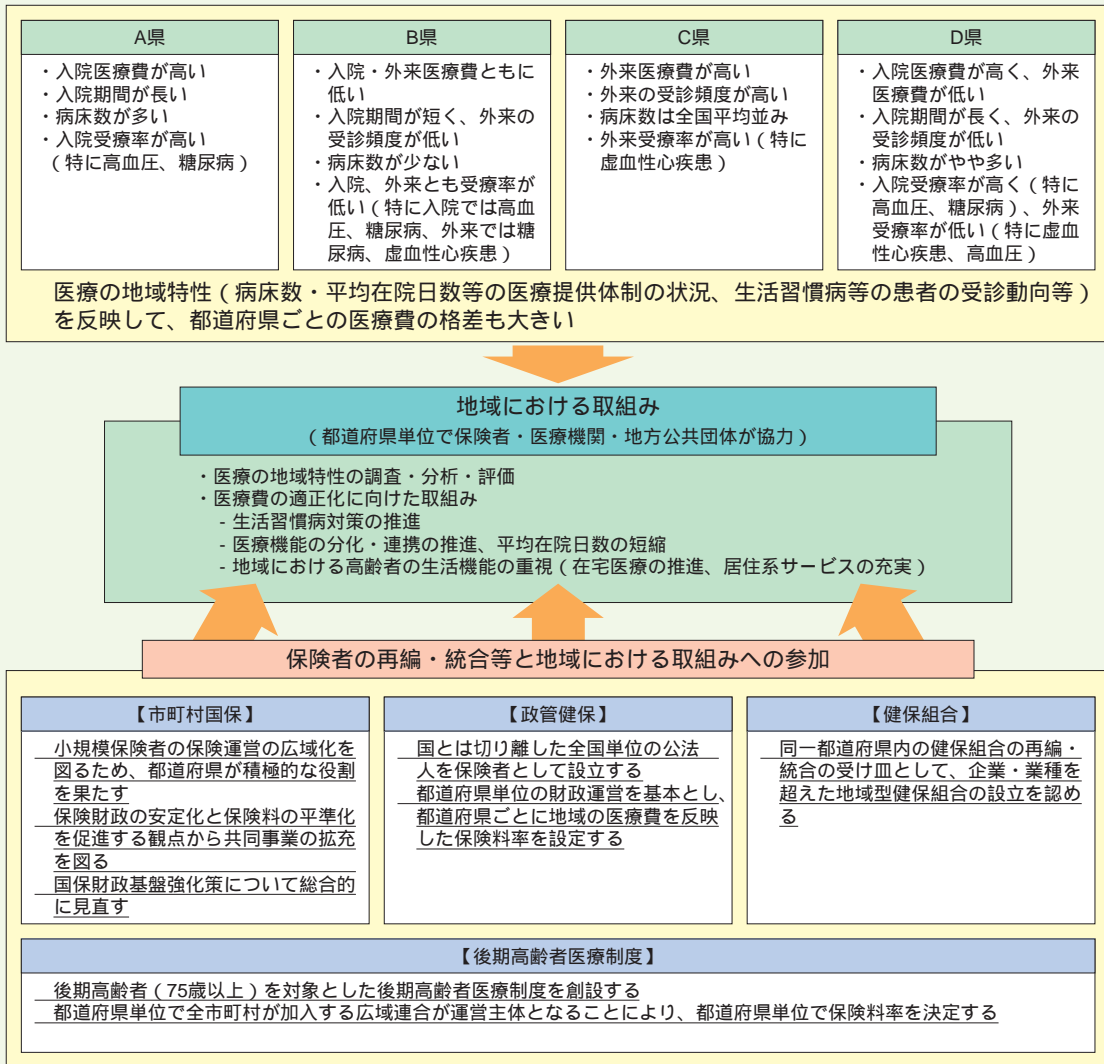 A県
・入院医療費が高い
・入院期間が長い
・病床数が多い
・入院受療率が高い
（特に高血圧、糖尿病）
B県
・入院・外来医療費ともに
低い
・入院期間が短く、外来の
受診頻度が低い
・病床数が少ない
・入院、外来とも受療率が
低い（特に入院では高血
圧、糖尿病、外来では糖
尿病、虚血性心疾患）
C県
・外来医療費が高い
・外来の受診頻度が高い
・病床数は全国平均並み
・外来受療率が高い（特に
虚血性心疾患）
D県
・入院医療費が高く、外来
医療費が低い
・入院期間が長く、外来の
受診頻度が低い
・病床数がやや多い
・入院受療率が高く（特に
高血圧、糖尿病）、外来
受療率が低い（特に虚血
性心疾患、高血圧）
医療の地域特性（病床数・平均在院日数等の医療提供体制の状況、生活習慣病等の患者の受診動向等）
を反映して、都道府県ごとの医療費の格差も大きい
地域における取組み
（都道府県単位で保険者・医療機関・地方公共団体が協力）
・医療の地域特性の調査・分析・評価
・医療費の適正化に向けた取組み
- 生活習慣病対策の推進
- 医療機能の分化・連携の推進、平均在院日数の短縮
- 地域における高齢者の生活機能の重視（在宅医療の推進、居住系サービスの充実）
保険者の再編・統合等と地域における取組みへの参加
【市町村国保】
小規模保険者の保険運営の広域化を
図るため、都道府県が積極的な役割
を果たす
保険財政の安定化と保険料の平準化
を促進する観点から共同事業の拡充
を図る
国保財政基盤強化策について総合的
に見直す
【政管健保】
国とは切り離した全国単位の公法
人を保険者として設立する
都道府県単位の財政運営を基本とし、
都道府県ごとに地域の医療費を反映
した保険料率を設定する
【健保組合】
同一都道府県内の健保組合の再編・
統合の受け皿として、企業・業種を
超えた地域型健保組合の設立を認め
る
【後期高齢者医療制度】
後期高齢者（75歳以上）を対象とした後期高齢者医療制度を創設する
都道府県単位で全市町村が加入する広域連合が運営主体となることにより、都道府県単位で保険料率を決定する